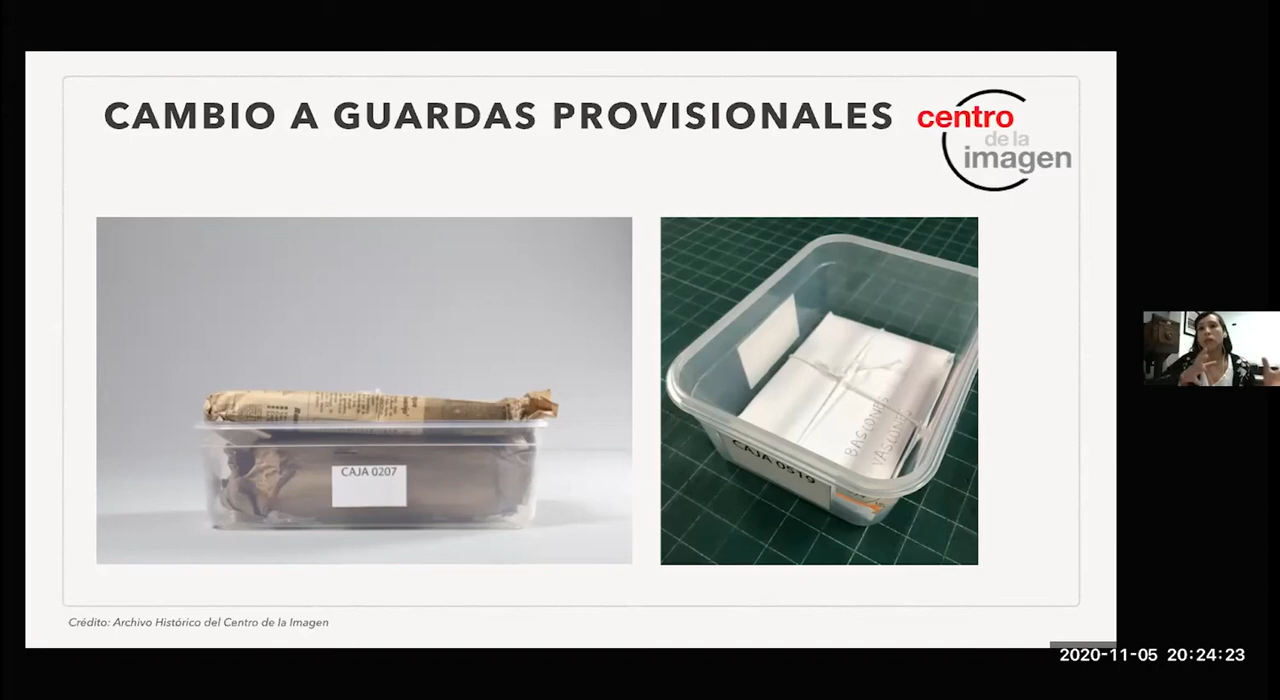 CAMBIO A GUARDAS PROVISIONALES
centro
de la
imagen
CAJA 0207
BASCONES
VASCONES
CAJA 0519
Crédito: Archivo Histórico del Centro de la Imagen
2020-11-05 20:24:23